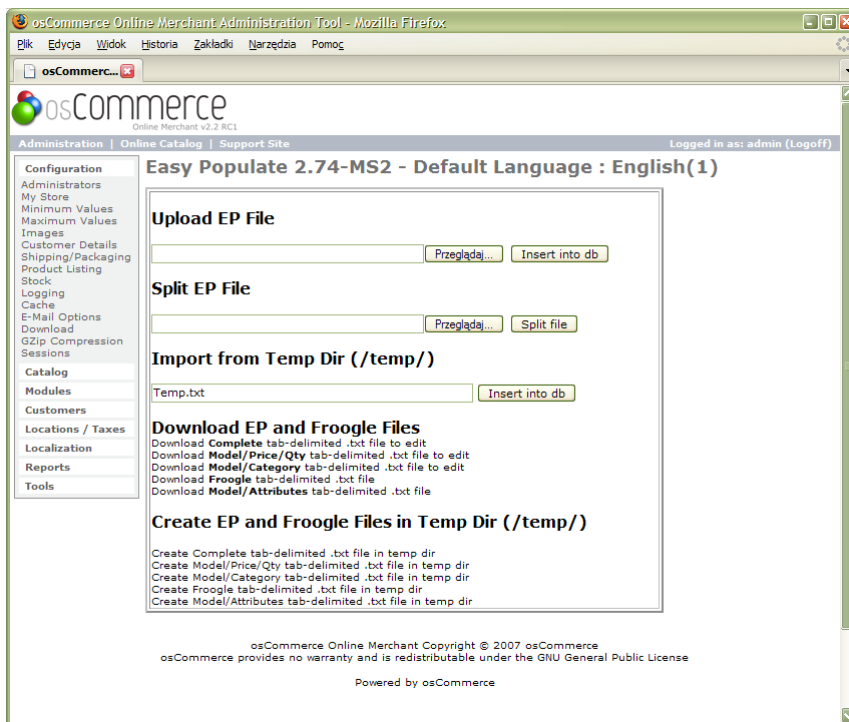 osCommerce Online Merchant Administration Tool - Mozilla Firefox
Plik Edycja Widok Historia Zakładki Narzędzia Pomoc
osCommerc...
osCommerce
Online Merchant v2.2 RC1
Administration | Online Catalog | Support Site Logged in as: admin (Logoff)
Configuration
Administrators
My Store
Minimum Values
Maximum Values
Images
Customer Details
Shipping/Packaging
Product Listing
Stock
Logging
Cache
E-Mail Options
Download
GZip Compression
Sessions
Catalog
Modules
Customers
Locations / Taxes
Localization
Reports
Tools
Easy Populate 2.74-MS2 - Default Language : English(1)
Upload EP File
Przeglądaj... Insert into db
Split EP File
Przeglądaj... Split file
Import from Temp Dir (/temp/)
Temp.txt Insert into db
Download EP and Froogle Files
Download Complete tab-delimited .txt file to edit
Download Model/Price/Qty tab-delimited .txt file to edit
Download Model/Category tab-delimited .txt file to edit
Download Froogle tab-delimited .txt file
Download Model/Attributes tab-delimited .txt file
Create EP and Froogle Files in Temp Dir (/temp/)
Create Complete tab-delimited .txt file in temp dir
Create Model/Price/Qty tab-delimited .txt file in temp dir
Create Model/Category tab-delimited .txt file in temp dir
Create Froogle tab-delimited .txt file in temp dir
Create Model/Attributes tab-delimited .txt file in temp dir
osCommerce Online Merchant Copyright © 2007 osCommerce
osCommerce provides no warranty and is redistributable under the GNU General Public License
Powered by osCommerce